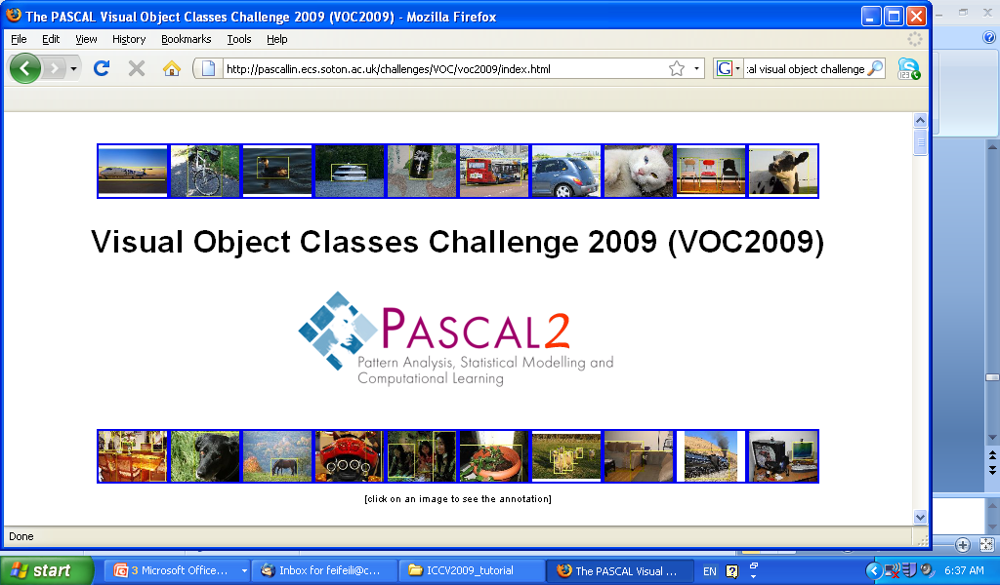 The PASCAL Visual Object Classes Challenge 2009 (VOC2009) - Mozilla Firefox
File Edit View History Bookmarks Tools Help
http://pascallin.ecs.soton.ac.uk/challenges/VOC/voc2009/index.html
G
:al visual object challenge
S
123
Visual Object Classes Challenge 2009 (VOC2009)
PASCAL2
Pattern Analysis, Statistical Modelling and
Computational Learning
[click on an image to see the annotation]
Done
start
3 Microsoft Office...
Inbox for feifeili@c...
ICCV2009_tutorial
The PASCAL Visual ...
EN
6:37 AM